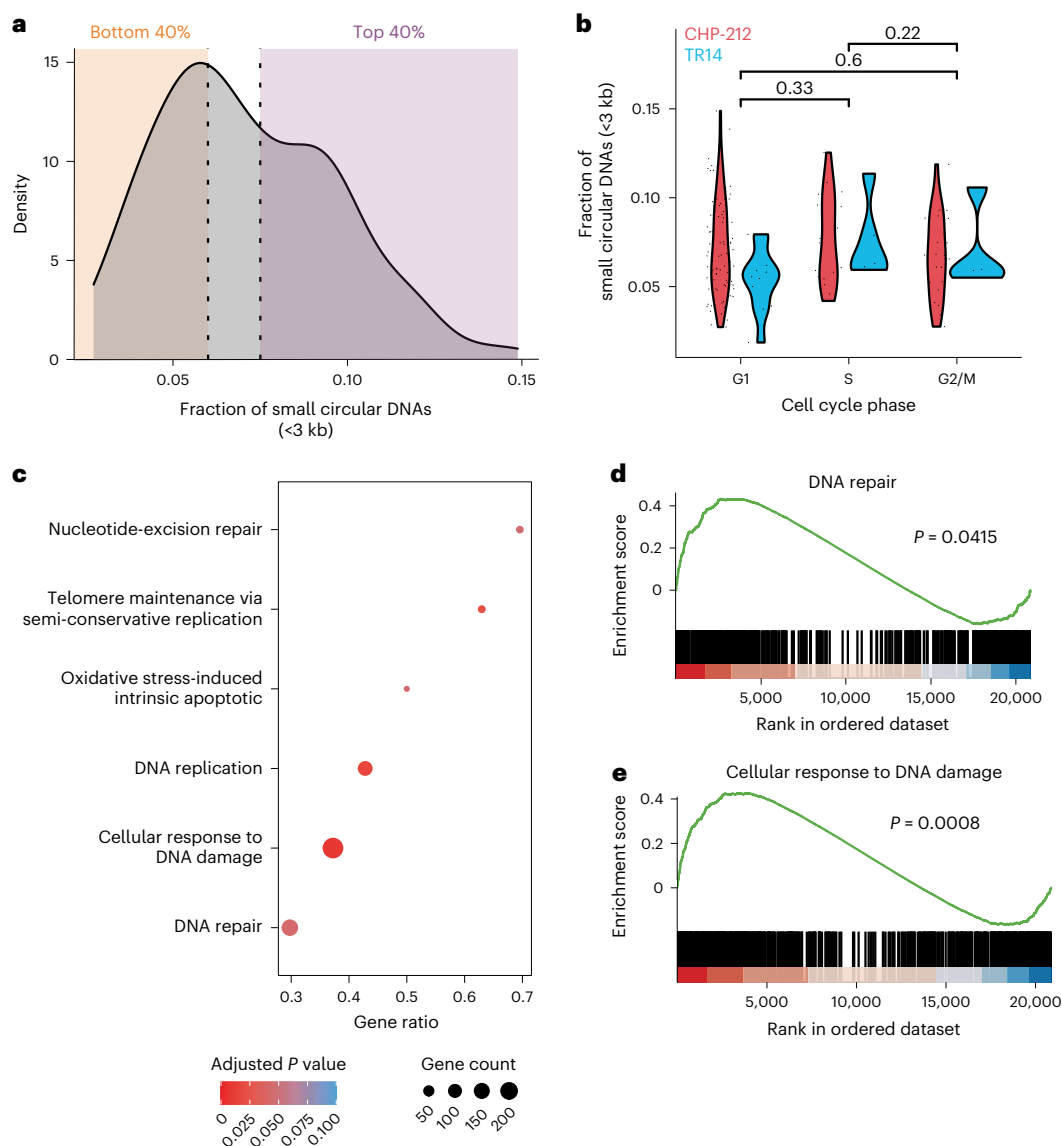 a
Bottom 40%
Top 40%
15
10
5
0
Density
0.05
0.10
0.15
Fraction of small circular DNAs
(<3 kb)
b
CHP-212
TR14
0.22
0.6
0.33
0.15
0.10
0.05
Fraction of
small circular DNAs (<3 kb)
G1
S
G2/M
Cell cycle phase
c
Nucleotide-excision repair
Telomere maintenance via
semi-conservative replication
Oxidative stress-induced
intrinsic apoptotic
DNA replication
Cellular response to
DNA damage
DNA repair
0.3
0.4
0.5
0.6
0.7
Gene ratio
Adjusted P value
0
0.025
0.050
0.075
0.100
Gene count
50
100
150
200
d
DNA repair
P = 0.0415
0.4
0.2
0
Enrichment score
5,000
10,000
15,000
20,000
Rank in ordered dataset
e
Cellular response to DNA damage
P = 0.0008
0.4
0.2
0
Enrichment score
5,000
10,000
15,000
20,000
Rank in ordered dataset